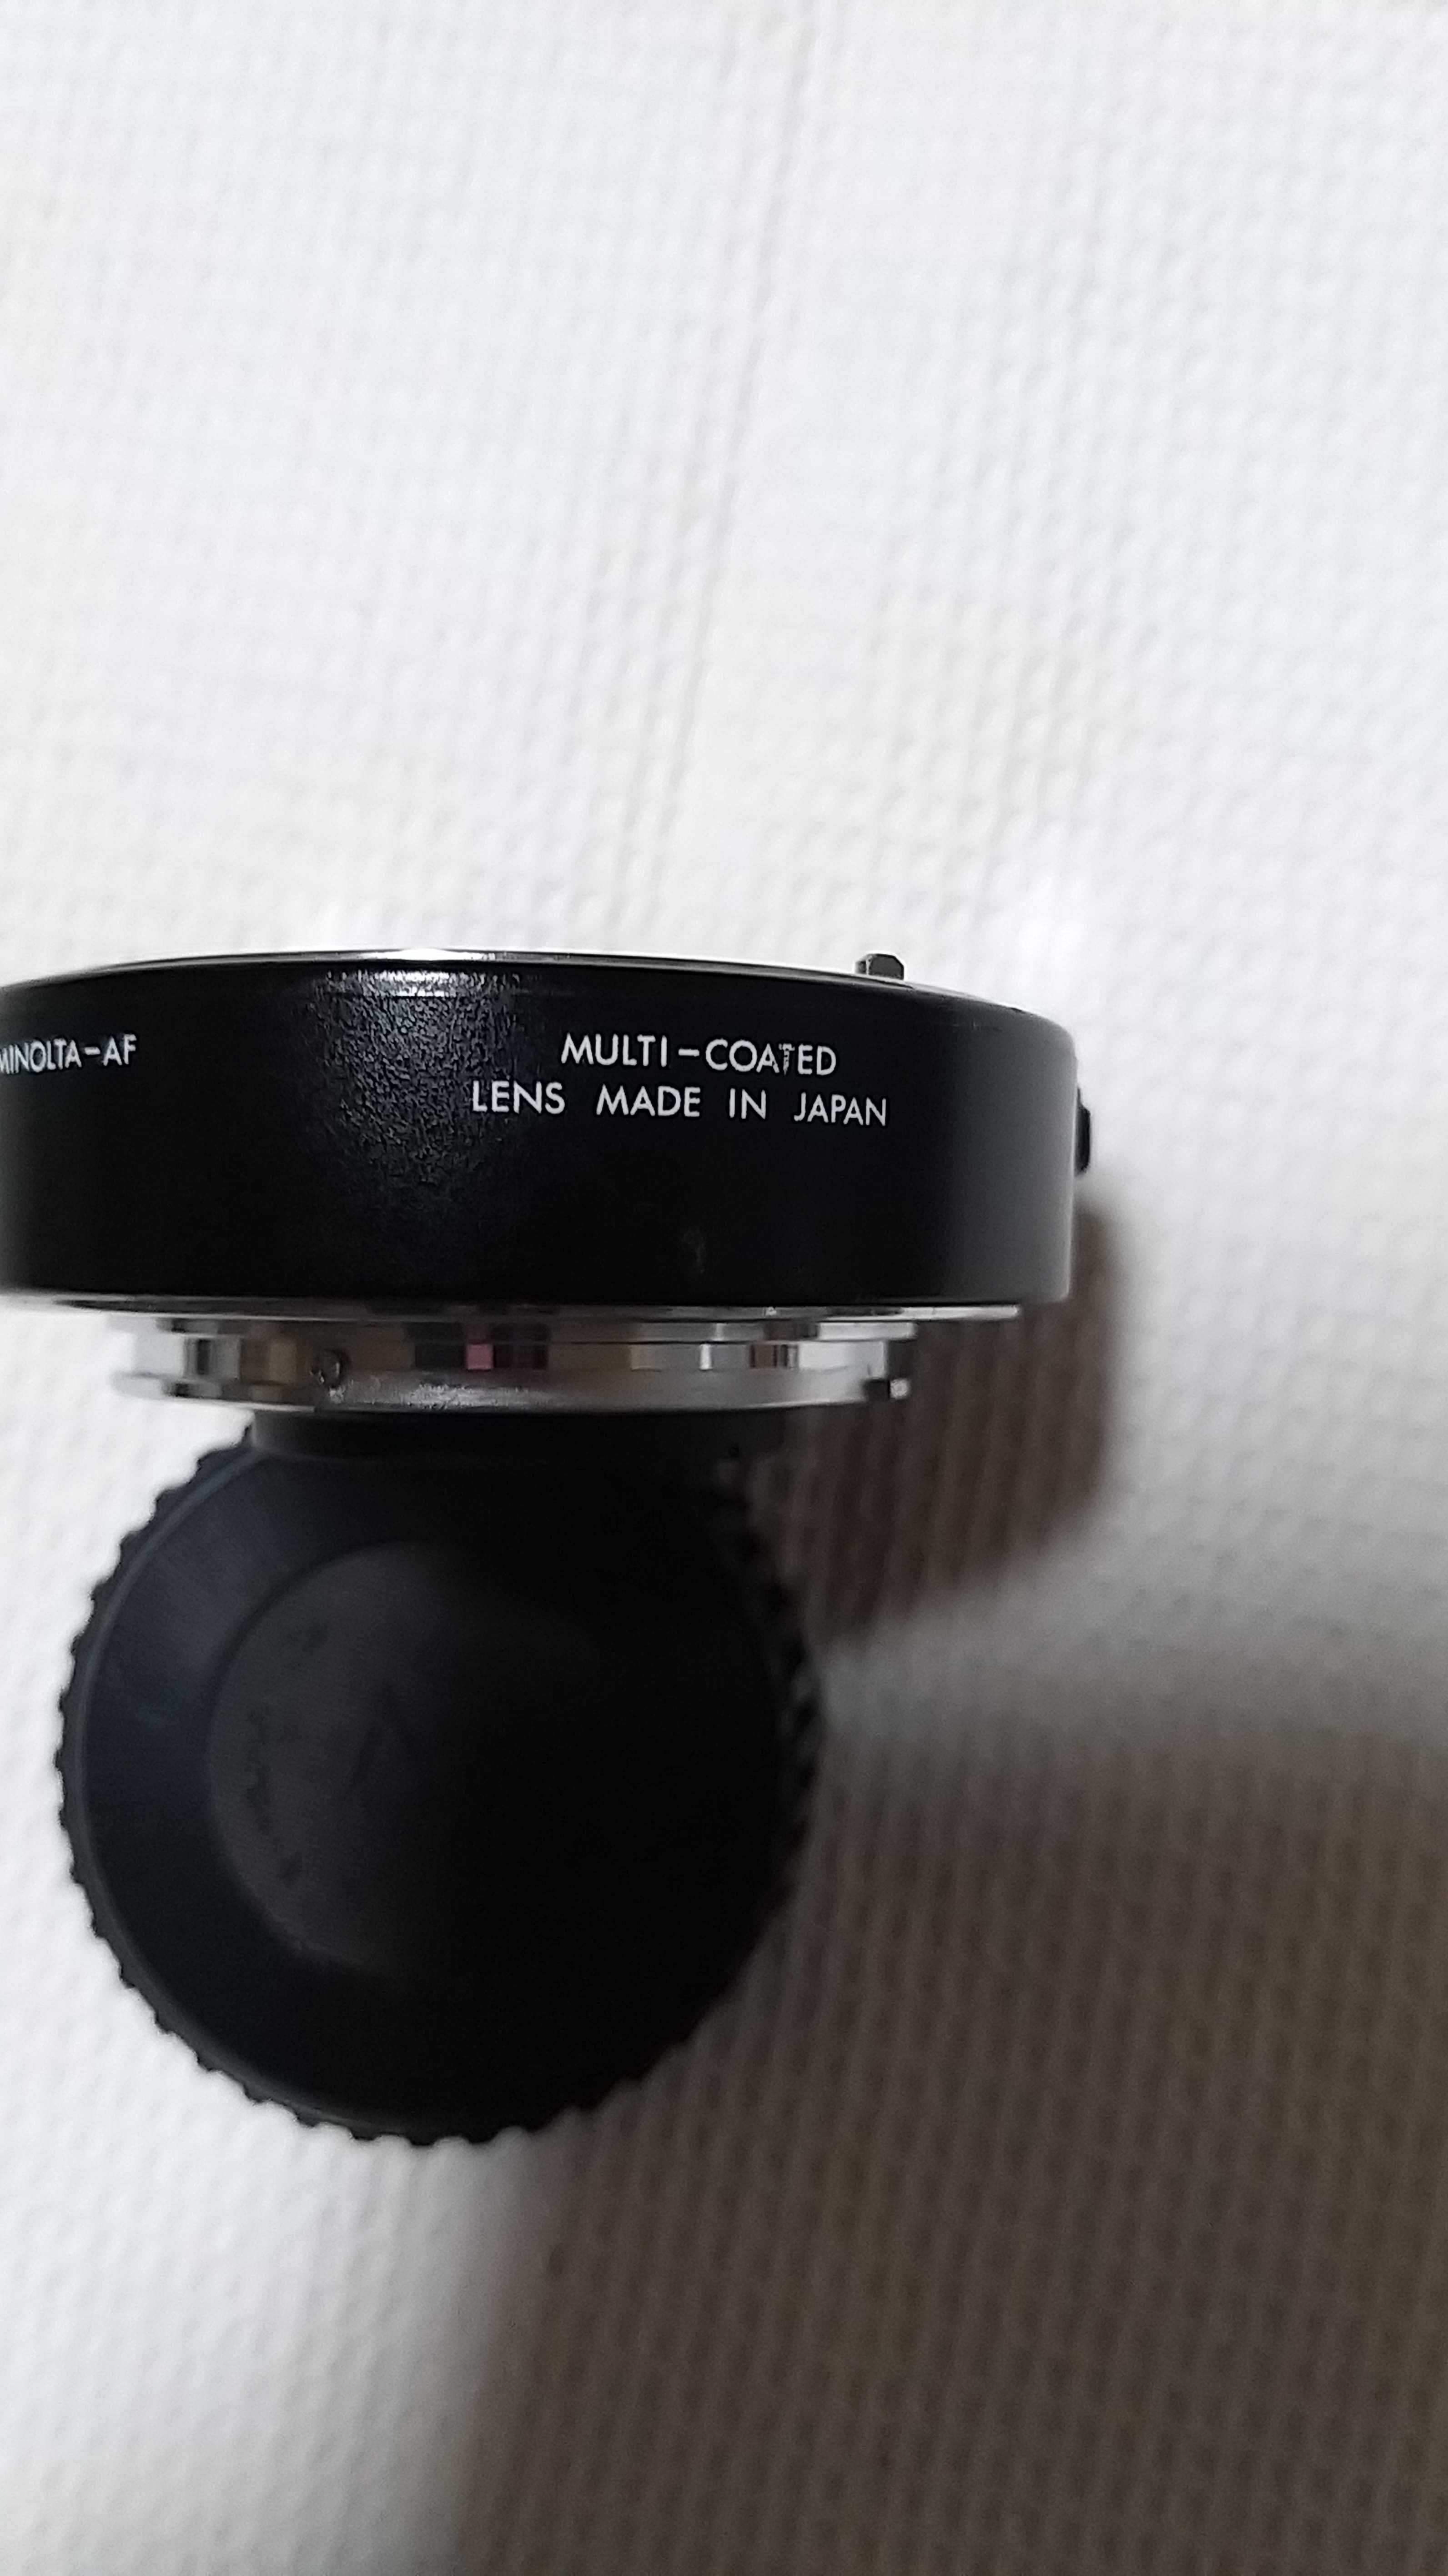 MINOLTA-AF
MULTI-COATED
LENS MADE IN JAPAN